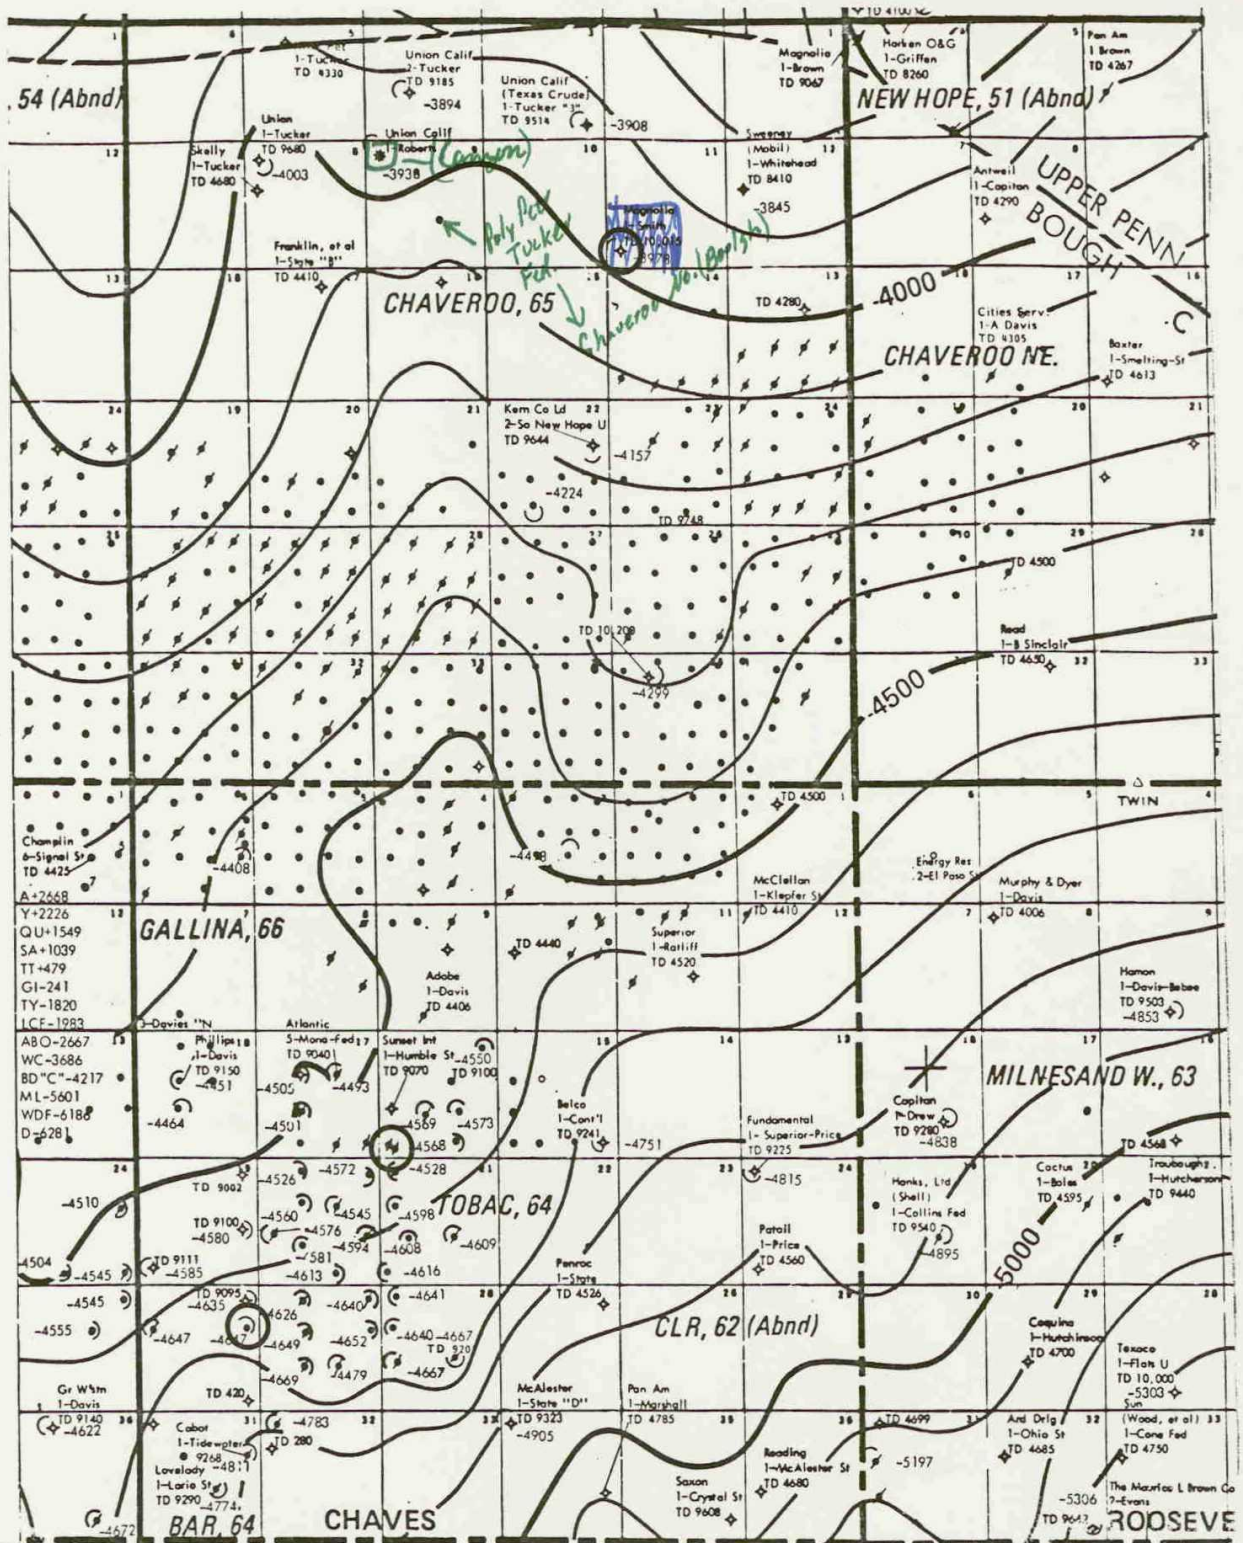 TD 4330
Union Calif
2-Tucker
TD 9185
-3894
Union Calif
(Texas Crude)
1-Tucker "3"
TD 9514
-3908
Magnolia
1-Brown
TD 9067
Harken O&G
1-Griffen
TD 8260
Pan Am
1 Brown
TD 4267
, 54 (Abnd)
NEW HOPE, 51 (Abnd)
Union
1-Tucker
TD 9680
-4003
Skelly
1-Tucker
TD 4680
Union Calif
1-Roberts
-3938
(Canyon)
Sweeney
(Mobil)
1-Whitehead
TD 8410
-3845
Antweil
1-Capitan
TD 4290
UPPER PENN
BOUGH C
Magnolia
1-Smith
TD 10,015
-3978
Franklin, et al
1-State "B"
TD 4410
Tucker
Chaveroo No.
CHAVEROO, 65
TD 4280
-4000
Cities Serv.
1-A Davis
TD 4305
CHAVEROO NE.
Baxter
1-Smelting-St
TD 4613
Kem Co Ld
2-So New Hope U
TD 9644
-4157
-4224
TD 9748
TD 4500
TD 10,208
-4299
Read
1-B Sinclair
TD 4650
-4500
TD 4500
TWIN
Champlin
6-Signal St
TD 4425
-4408
-4498
A+2668
Y+2226
QU+1549
SA+1039
TT+479
GI-241
TY-1820
LCF-1983
ABO-2667
WC-3686
BD"C"-4217
ML-5601
WDF-6186
D-6281
GALLINA, 66
McClellan
1-Klepfer St
TD 4410
Energy Res
2-El Paso St
Murphy & Dyer
1-Davis
TD 4006
TD 4440
Superior
1-Ratliff
TD 4520
Adobe
1-Davis
TD 4406
Hamon
1-Davis-Bebee
TD 9503
-4853
-Davies "N
Phillips
1-Davis
TD 9150
-4451
-4464
Atlantic
5-Mono-Fed
TD 9040
-4505
-4493
-4501
Sunset Int
1-Humble St
TD 9070
-4550
TD 9100
-4569
-4573
-4568
-4528
Belco
1-Cont'l
TD 9241
-4751
Fundamental
1-Superior-Price
TD 9225
-4815
MILNESAND W., 63
Capitan
1-Drew
TD 9280
-4838
TD 4568
Cactus
1-Boles
TD 4595
1-Hutcherson
TD 9440
Hanks, Ltd
(Shell)
1-Collins Fed
TD 9540
-4895
TD 9002
-4510
-4526
-4572
-4560
-4545
-4598
TOBAC, 64
TD 9100
-4580
-4576
-4594
-4608
-4609
-4581
-4504
-4545
TD 9111
-4585
-4613
-4616
Patoil
1-Price
TD 4560
Penroc
1-State
TD 4526
-5000
TD 9095
-4635
-4545
-4626
-4640
-4641
-4555
-4647
-4649
-4652
-4640
-4667
CLR, 62 (Abnd)
Coquina
1-Hutchinson
TD 4700
Texaco
1-Flats U
TD 10,000
-5303
-4669
-4479
-4667
Gr Wstn
1-Davis
TD 9140
-4622
TD 420
-4783
TD 280
Cabot
1-Tidewater
9268
-4811
Lovelady
1-Lario St
TD 9290
-4774
-4672
BAR, 64
CHAVES
McAlester
1-State "D"
TD 9323
-4905
Pan Am
1-Marshall
TD 4785
Reading
1-McAlester St
TD 4680
Saxon
1-Crystal St
TD 9608
TD 4699
-5197
Ard Drlg
1-Ohio St
TD 4685
Sun
(Wood, et al)
1-Cone Fed
TD 4750
The Maurice L Brown Co
-5306
ROOSEVE